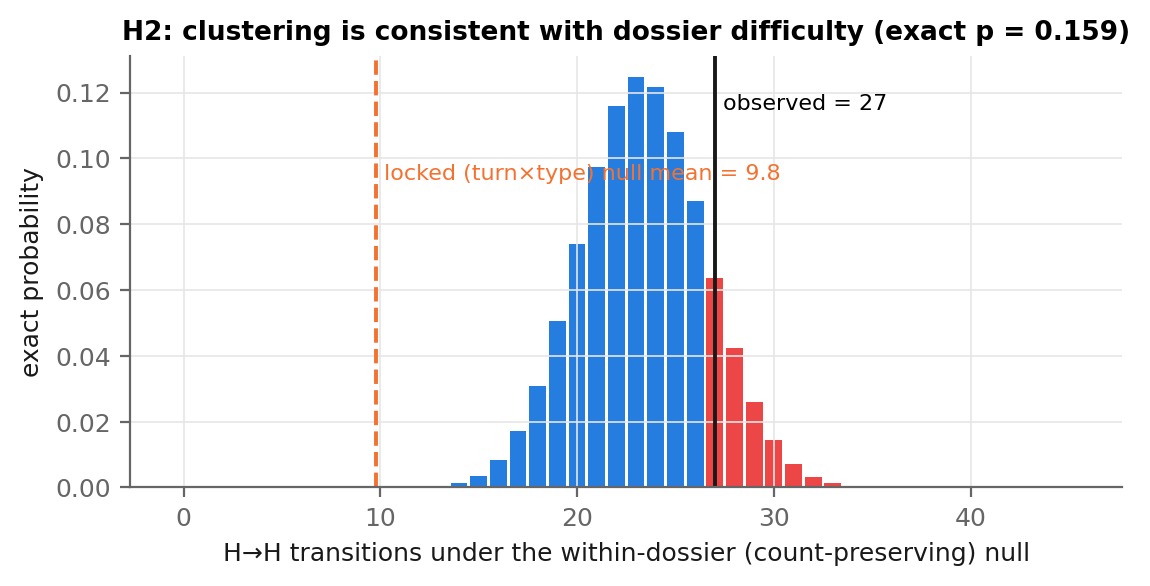 H2: clustering is consistent with dossier difficulty (exact p = 0.159)
exact probability
0.12
0.10
0.08
0.06
0.04
0.02
0.00
observed = 27
locked (turn×type) null mean = 9.8
0 10 20 30 40
H→H transitions under the within-dossier (count-preserving) null